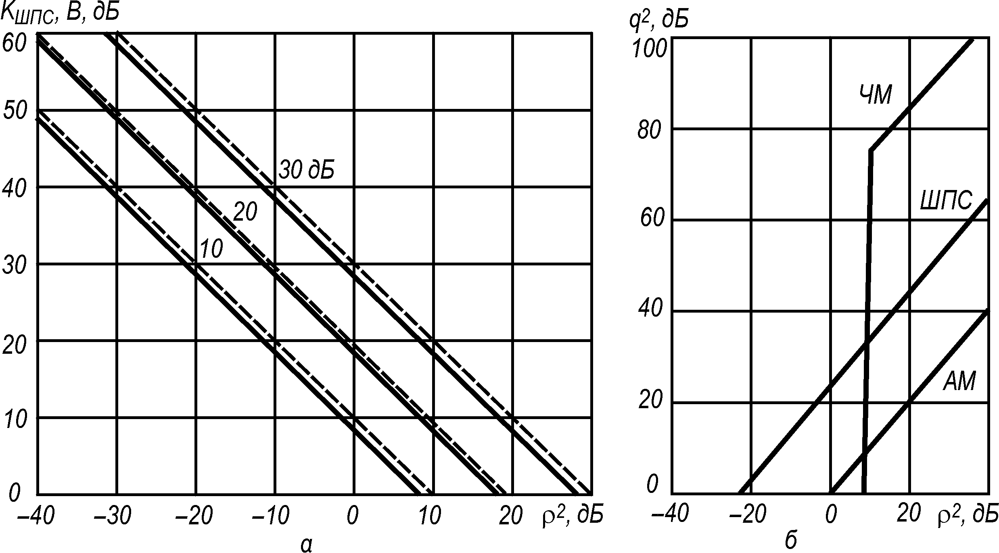 KШПС, В, дБ
60
50
40
30
20
10
0
30 дБ
20
10
–40 –30 –20 –10 0 10 20 ρ2, дБ
а
q2, дБ
100
80
60
40
20
0
ЧМ
ШПС
АМ
–40 –20 0 20 ρ2, дБ
б